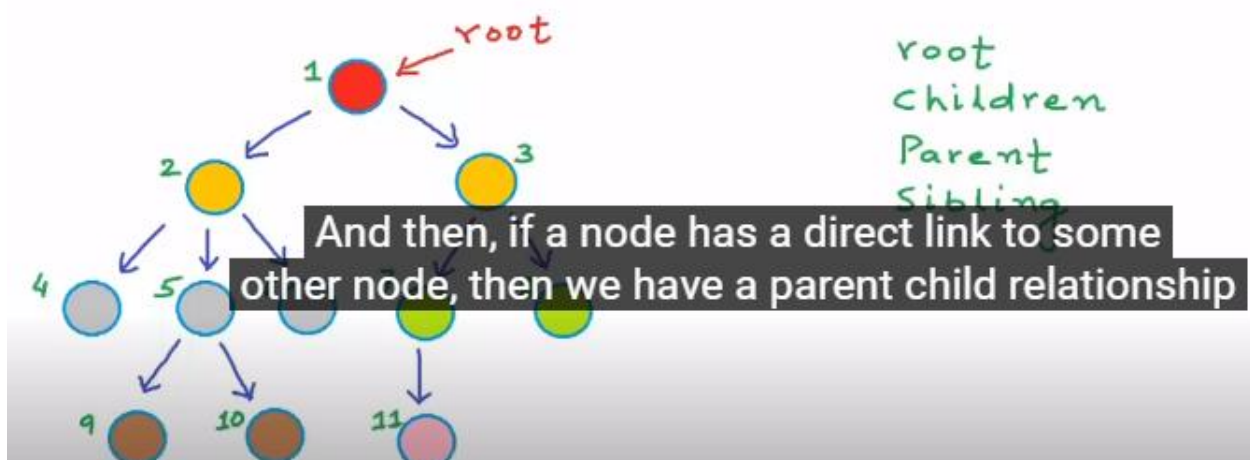 root
1
root
Children
2
3
Parent
Sibling
And then, if a node has a direct link to some
other node, then we have a parent child relationship
4
5
9
10
11